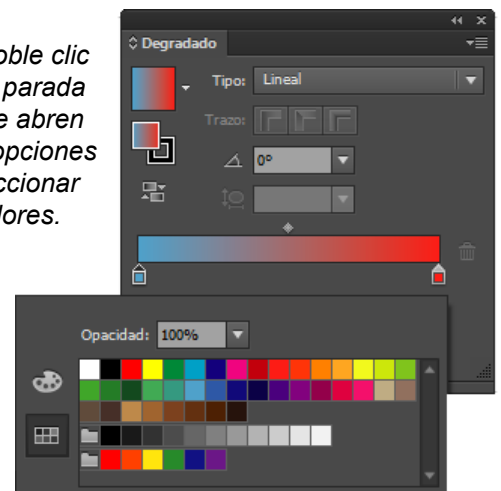 oble clic
parada
e abren
opciones
ccionar
lores.
Degradado
Tipo: Lineal
Trazo:
0°
Opacidad: 100%